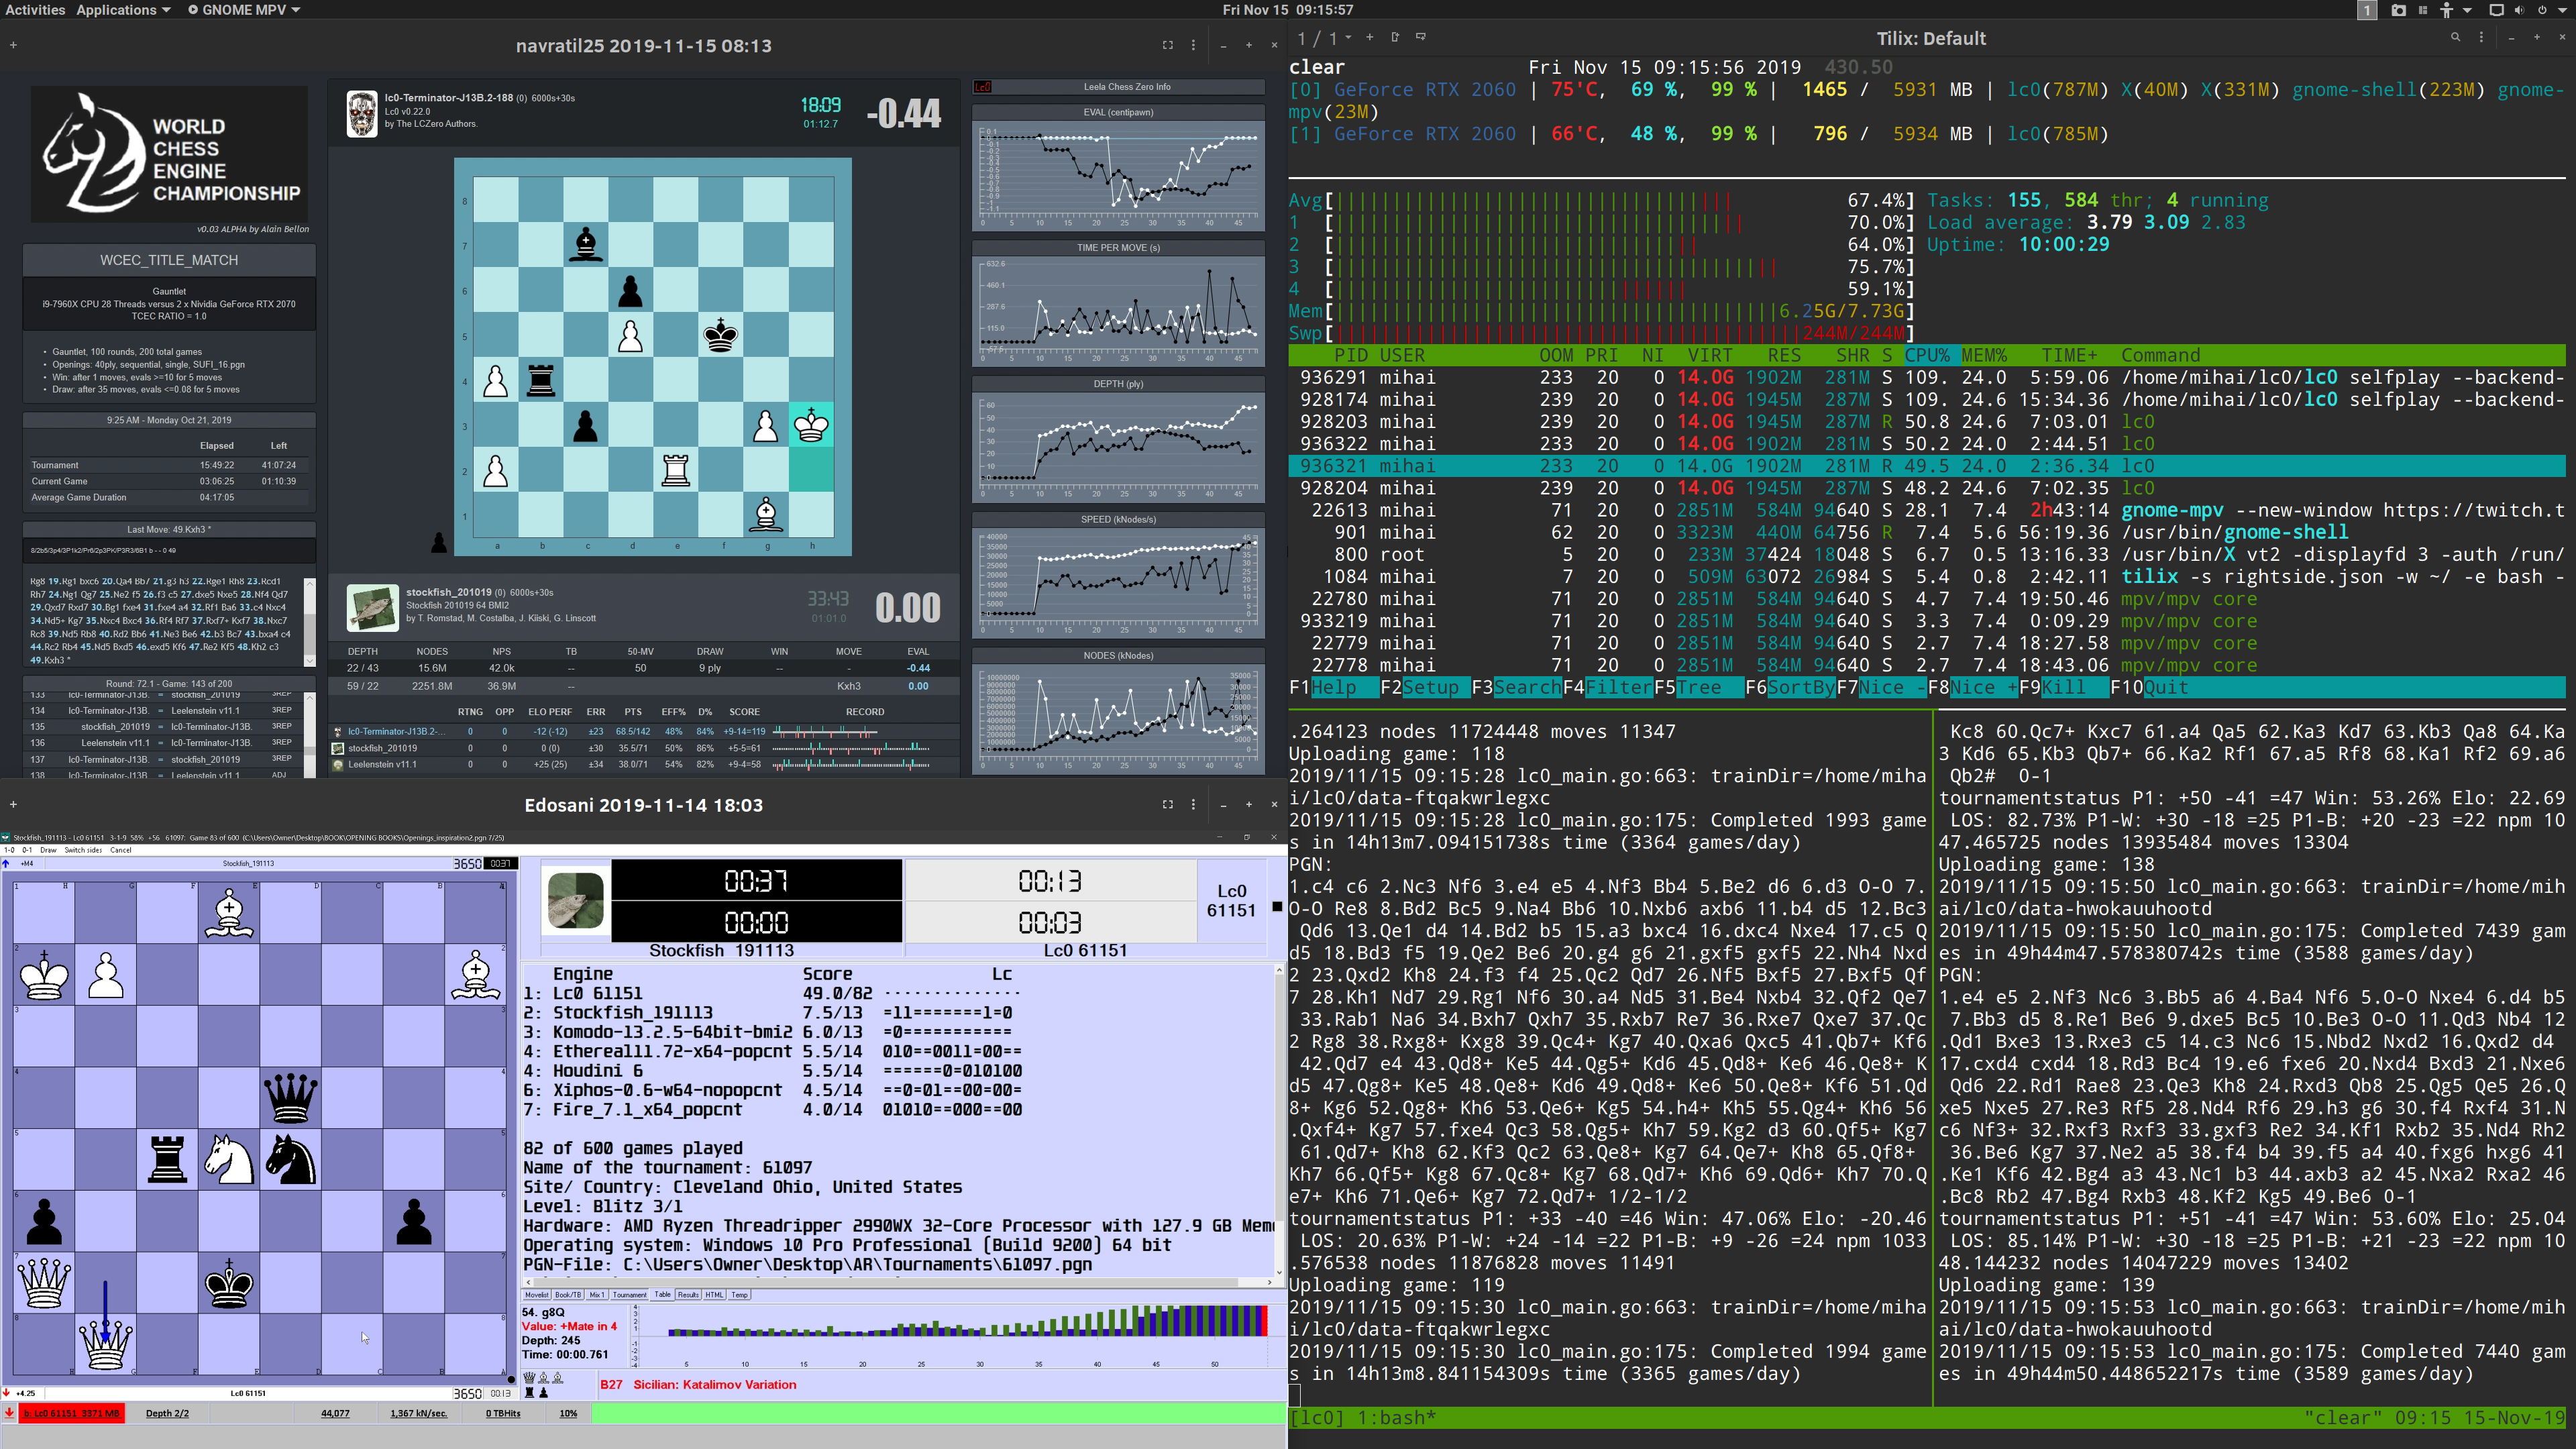 Activities Applications GNOME MPV
Fri Nov 15 09:15:57
1
navratil25 2019-11-15 08:13
WORLD
CHESS
ENGINE
CHAMPIONSHIP
v0.03 ALPHA by Alain Bellon
WCEC_TITLE_MATCH
Gauntlet
i9-7960X CPU 28 Threads versus 2 x Nvidia GeForce RTX 2070
TCEC RATIO = 1.0
• Gauntlet, 100 rounds, 200 total games
• Openings: 40ply, sequential, single, SUFI_16.pgn
• Win: after 1 moves, evals >=10 for 5 moves
• Draw: after 35 moves, evals <=0.08 for 5 moves
9:25 AM - Monday Oct 21, 2019
Elapsed Left
Tournament 15:49:22 41:07:24
Current Game 03:06:25 01:10:39
Average Game Duration 04:17:05
Last Move: 49.Kxh3 *
8/2b5/3p4/3P1k2/Pr6/2p3PK/P3R3/6B1 b - - 0 49
Rg8 19.Rg1 bxc6 20.Qa4 Bb7 21.g3 h3 22.Rge1 Rh8 23.Rcd1
Rh7 24.Ng1 Qg7 25.Ne2 f5 26.f3 c5 27.dxe5 Nxe5 28.Nf4 Qd7
29.Qxd7 Rxd7 30.Bg1 fxe4 31.fxe4 a4 32.Rf1 Ba6 33.c4 Nxc4
34.Nd5+ Kg7 35.Nxc4 Bxc4 36.Rf4 Rf7 37.Rxf7+ Kxf7 38.Nxc7
Rc8 39.Nd5 Rb8 40.Rd2 Bb6 41.Ne3 Be6 42.b3 Bc7 43.bxa4 c4
44.Rc2 Rb4 45.Nd5 Bxd5 46.exd5 Kf6 47.Re2 Kf5 48.Kh2 c3
49.Kxh3 *
Round: 72.1 - Game: 143 of 200
133 lc0-Terminator-J13B. = stockfish_201019 3REP
134 lc0-Terminator-J13B. = Leelenstein v11.1 3REP
135 stockfish_201019 = lc0-Terminator-J13B. 3REP
136 Leelenstein v11.1 = lc0-Terminator-J13B. 3REP
137 lc0-Terminator-J13B. = stockfish_201019 3REP
138 lc0-Terminator-J13B. = Leelenstein v11.1 ADJ
lc0-Terminator-J13B.2-188 (0) 6000s+30s
Lc0 v0.22.0
by The LCZero Authors.
18:09
01:12.7
-0.44
8
7
6
5
4
3
2
1
a b c d e f g h
stockfish_201019 (0) 6000s+30s
Stockfish 201019 64 BMI2
by T. Romstad, M. Costalba, J. Kiiski, G. Linscott
33:43
01:01.0
0.00
DEPTH NODES NPS TB 50-MV DRAW WIN MOVE EVAL
22 / 43 15.6M 42.0k -- 50 9 ply -- - -0.44
59 / 22 2251.8M 36.9M -- Kxh3 0.00
RTNG OPP ELO PERF ERR PTS EFF% D% SCORE RECORD
lc0-Terminator-J13B.2-... 0 0 -12 (-12) ±23 68.5/142 48% 84% +9-14=119
stockfish_201019 0 0 0 (0) ±30 35.5/71 50% 86% +5-5=61
Leelenstein v11.1 0 0 +25 (25) ±34 38.0/71 54% 82% +9-4=58
Lc0 Leela Chess Zero Info
EVAL (centipawn)
TIME PER MOVE (s)
632.6
460.1
287.6
115.0
-57.5
DEPTH (ply)
SPEED (kNodes/s)
NODES (kNodes)
Edosani 2019-11-14 18:03
Stockfish_191113 - Lc0 61151 3-1-9 58% +56 61097: Game 83 of 600 (C:\Users\Owner\Desktop\BOOK\OPENING BOOKS\Openings_inspiration2.pgn 7/25)
1-0 0-1 Draw Switch sides Cancel
+M4 Stockfish_191113 3650 00:37
+4.25 Lc0 61151 3650 00:13
00:37 00:13
00:00 00:03
Lc0
61151
Stockfish 191113 Lc0 61151
Engine Score Lc
1: Lc0 61151 49.0/82 - - - - - - - - - - - - - -
2: Stockfish_191113 7.5/13 =11=======1=0
3: Komodo-13.2.5-64bit-bmi2 6.0/13 =0===========
4: Ethereal11.72-x64-popcnt 5.5/14 010==0011=00==
4: Houdini 6 5.5/14 ======0=010100
6: Xiphos-0.6-w64-nopopcnt 4.5/14 ==0=01==00=00=
7: Fire_7.1_x64_popcnt 4.0/14 01010==000==00
82 of 600 games played
Name of the tournament: 61097
Site/ Country: Cleveland Ohio, United States
Level: Blitz 3/1
Hardware: AMD Ryzen Threadripper 2990WX 32-Core Processor with 127.9 GB Mem
Operating system: Windows 10 Pro Professional (Build 9200) 64 bit
PGN-File: C:\Users\Owner\Desktop\AR\Tournaments\61097.pgn
Movelist Book/TB Mix 1 Tournament Table Results HTML Temp
54. g8Q
Value: +Mate in 4
Depth: 245
Time: 00:00.761
5 10 15 20 25 30 35 40 45 50
B27 Sicilian: Katalimov Variation
b: Lc0 61151 3371 MB Depth 2/2 44,077 1,367 kN/sec. 0 TBHits 10%
1 / 1 Tilix: Default
clear Fri Nov 15 09:15:56 2019 430.50
[0] GeForce RTX 2060 | 75'C, 69 %, 99 % | 1465 / 5931 MB | lc0(787M) X(40M) X(331M) gnome-shell(223M) gnome-
mpv(23M)
[1] GeForce RTX 2060 | 66'C, 48 %, 99 % | 796 / 5934 MB | lc0(785M)
Avg[ 67.4%] Tasks: 155, 584 thr; 4 running
1 [ 70.0%] Load average: 3.79 3.09 2.83
2 [ 64.0%] Uptime: 10:00:29
3 [ 75.7%]
4 [ 59.1%]
Mem[ 6.25G/7.73G]
Swp[ 244M/244M]
PID USER OOM PRI NI VIRT RES SHR S CPU% MEM% TIME+ Command
936291 mihai 233 20 0 14.0G 1902M 281M S 109. 24.0 5:59.06 /home/mihai/lc0/lc0 selfplay --backend-
928174 mihai 239 20 0 14.0G 1945M 287M S 109. 24.6 15:34.36 /home/mihai/lc0/lc0 selfplay --backend-
928203 mihai 239 20 0 14.0G 1945M 287M R 50.8 24.6 7:03.01 lc0
936322 mihai 233 20 0 14.0G 1902M 281M S 50.2 24.0 2:44.51 lc0
936321 mihai 233 20 0 14.0G 1902M 281M R 49.5 24.0 2:36.34 lc0
928204 mihai 239 20 0 14.0G 1945M 287M S 48.2 24.6 7:02.35 lc0
22613 mihai 71 20 0 2851M 584M 94640 S 28.1 7.4 2h43:14 gnome-mpv --new-window https://twitch.t
901 mihai 62 20 0 3323M 440M 64756 R 7.4 5.6 56:19.36 /usr/bin/gnome-shell
800 root 5 20 0 233M 37424 18048 S 6.7 0.5 13:16.33 /usr/bin/X vt2 -displayfd 3 -auth /run/
1084 mihai 7 20 0 509M 63072 26984 S 5.4 0.8 2:42.11 tilix -s rightside.json -w ~/ -e bash -
22780 mihai 71 20 0 2851M 584M 94640 S 4.7 7.4 19:50.46 mpv/mpv core
933219 mihai 71 20 0 2851M 584M 94640 S 3.3 7.4 0:09.29 mpv/mpv core
22779 mihai 71 20 0 2851M 584M 94640 S 2.7 7.4 18:27.58 mpv/mpv core
22778 mihai 71 20 0 2851M 584M 94640 S 2.7 7.4 18:43.06 mpv/mpv core
F1Help F2Setup F3SearchF4FilterF5Tree F6SortByF7Nice -F8Nice +F9Kill F10Quit
.264123 nodes 11724448 moves 11347
Uploading game: 118
2019/11/15 09:15:28 lc0_main.go:663: trainDir=/home/miha
i/lc0/data-ftqakwrlegxc
2019/11/15 09:15:28 lc0_main.go:175: Completed 1993 game
s in 14h13m7.094151738s time (3364 games/day)
PGN:
1.c4 c6 2.Nc3 Nf6 3.e4 e5 4.Nf3 Bb4 5.Be2 d6 6.d3 O-O 7.
O-O Re8 8.Bd2 Bc5 9.Na4 Bb6 10.Nxb6 axb6 11.b4 d5 12.Bc3
Qd6 13.Qe1 d4 14.Bd2 b5 15.a3 bxc4 16.dxc4 Nxe4 17.c5 Q
d5 18.Bd3 f5 19.Qe2 Be6 20.g4 g6 21.gxf5 gxf5 22.Nh4 Nxd
2 23.Qxd2 Kh8 24.f3 f4 25.Qc2 Qd7 26.Nf5 Bxf5 27.Bxf5 Qf
7 28.Kh1 Nd7 29.Rg1 Nf6 30.a4 Nd5 31.Be4 Nxb4 32.Qf2 Qe7
33.Rab1 Na6 34.Bxh7 Qxh7 35.Rxb7 Re7 36.Rxe7 Qxe7 37.Qc
2 Rg8 38.Rxg8+ Kxg8 39.Qc4+ Kg7 40.Qxa6 Qxc5 41.Qb7+ Kf6
42.Qd7 e4 43.Qd8+ Ke5 44.Qg5+ Kd6 45.Qd8+ Ke6 46.Qe8+ K
d5 47.Qg8+ Ke5 48.Qe8+ Kd6 49.Qd8+ Ke6 50.Qe8+ Kf6 51.Qd
8+ Kg6 52.Qg8+ Kh6 53.Qe6+ Kg5 54.h4+ Kh5 55.Qg4+ Kh6 56
.Qxf4+ Kg7 57.fxe4 Qc3 58.Qg5+ Kh7 59.Kg2 d3 60.Qf5+ Kg7
61.Qd7+ Kh8 62.Kf3 Qc2 63.Qe8+ Kg7 64.Qe7+ Kh8 65.Qf8+
Kh7 66.Qf5+ Kg8 67.Qc8+ Kg7 68.Qd7+ Kh6 69.Qd6+ Kh7 70.Q
e7+ Kh6 71.Qe6+ Kg7 72.Qd7+ 1/2-1/2
tournamentstatus P1: +33 -40 =46 Win: 47.06% Elo: -20.46
LOS: 20.63% P1-W: +24 -14 =22 P1-B: +9 -26 =24 npm 1033
.576538 nodes 11876828 moves 11491
Uploading game: 119
2019/11/15 09:15:30 lc0_main.go:663: trainDir=/home/miha
i/lc0/data-ftqakwrlegxc
2019/11/15 09:15:30 lc0_main.go:175: Completed 1994 game
s in 14h13m8.841154309s time (3365 games/day)
Kc8 60.Qc7+ Kxc7 61.a4 Qa5 62.Ka3 Kd7 63.Kb3 Qa8 64.Ka
3 Kd6 65.Kb3 Qb7+ 66.Ka2 Rf1 67.a5 Rf8 68.Ka1 Rf2 69.a6
Qb2# 0-1
tournamentstatus P1: +50 -41 =47 Win: 53.26% Elo: 22.69
LOS: 82.73% P1-W: +30 -18 =25 P1-B: +20 -23 =22 npm 10
47.465725 nodes 13935484 moves 13304
Uploading game: 138
2019/11/15 09:15:50 lc0_main.go:663: trainDir=/home/mih
ai/lc0/data-hwokauuhootd
2019/11/15 09:15:50 lc0_main.go:175: Completed 7439 gam
es in 49h44m47.578380742s time (3588 games/day)
PGN:
1.e4 e5 2.Nf3 Nc6 3.Bb5 a6 4.Ba4 Nf6 5.O-O Nxe4 6.d4 b5
7.Bb3 d5 8.Re1 Be6 9.dxe5 Bc5 10.Be3 O-O 11.Qd3 Nb4 12
.Qd1 Bxe3 13.Rxe3 c5 14.c3 Nc6 15.Nbd2 Nxd2 16.Qxd2 d4
17.cxd4 cxd4 18.Rd3 Bc4 19.e6 fxe6 20.Nxd4 Bxd3 21.Nxe6
Qd6 22.Rd1 Rae8 23.Qe3 Kh8 24.Rxd3 Qb8 25.Qg5 Qe5 26.Q
xe5 Nxe5 27.Re3 Rf5 28.Nd4 Rf6 29.h3 g6 30.f4 Rxf4 31.N
c6 Nf3+ 32.Rxf3 Rxf3 33.gxf3 Re2 34.Kf1 Rxb2 35.Nd4 Rh2
36.Be6 Kg7 37.Ne2 a5 38.f4 b4 39.f5 a4 40.fxg6 hxg6 41
.Ke1 Kf6 42.Bg4 a3 43.Nc1 b3 44.axb3 a2 45.Nxa2 Rxa2 46
.Bc8 Rb2 47.Bg4 Rxb3 48.Kf2 Kg5 49.Be6 0-1
tournamentstatus P1: +51 -41 =47 Win: 53.60% Elo: 25.04
LOS: 85.14% P1-W: +30 -18 =25 P1-B: +21 -23 =22 npm 10
48.144232 nodes 14047229 moves 13402
Uploading game: 139
2019/11/15 09:15:53 lc0_main.go:663: trainDir=/home/mih
ai/lc0/data-hwokauuhootd
2019/11/15 09:15:53 lc0_main.go:175: Completed 7440 gam
es in 49h44m50.448652217s time (3589 games/day)
[lc0] 1:bash* "clear" 09:15 15-Nov-19